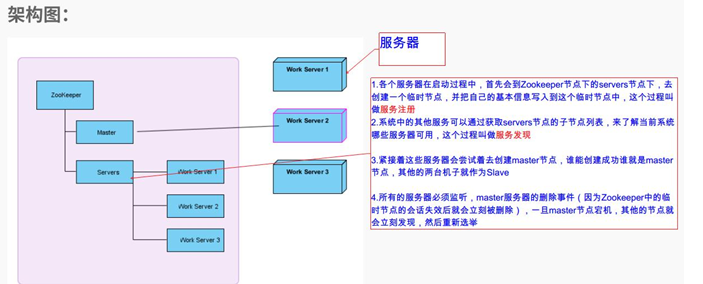 架构图：
服务器
Work Server 1
ZooKeeper
Master
Work Server 2
Servers
Work Server 1
Work Server 3
Work Server 2
Work Server 3
1.各个服务器在启动过程中，首先会到Zookeeper节点下的servers节点下，去
创建一个临时节点，并把自己的基本信息写入到这个临时节点中，这个过程叫
做服务注册
2.系统中的其他服务可以通过获取servers节点的子节点列表，来了解当前系统
哪些服务器可用，这个过程叫做服务发现
3.紧接着这些服务器会尝试着去创建master节点，谁能创建成功谁就是master
节点，其他的两台机子就作为Slave
4.所有的服务器必须监听，master服务器的删除事件（因为Zookeeper中的临
时节点的会话失效后就会立刻被删除），一旦master节点宕机，其他的节点就
会立刻发现，然后重新选举